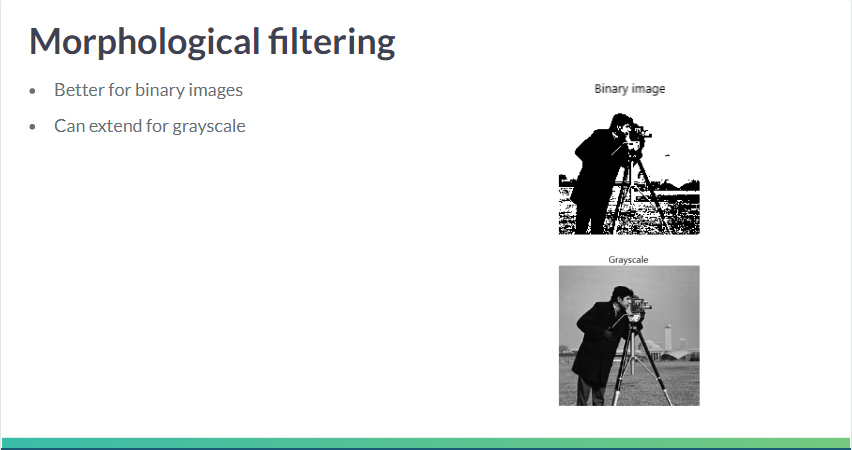 Morphological filtering
• Better for binary images
• Can extend for grayscale
Binary image
Grayscale